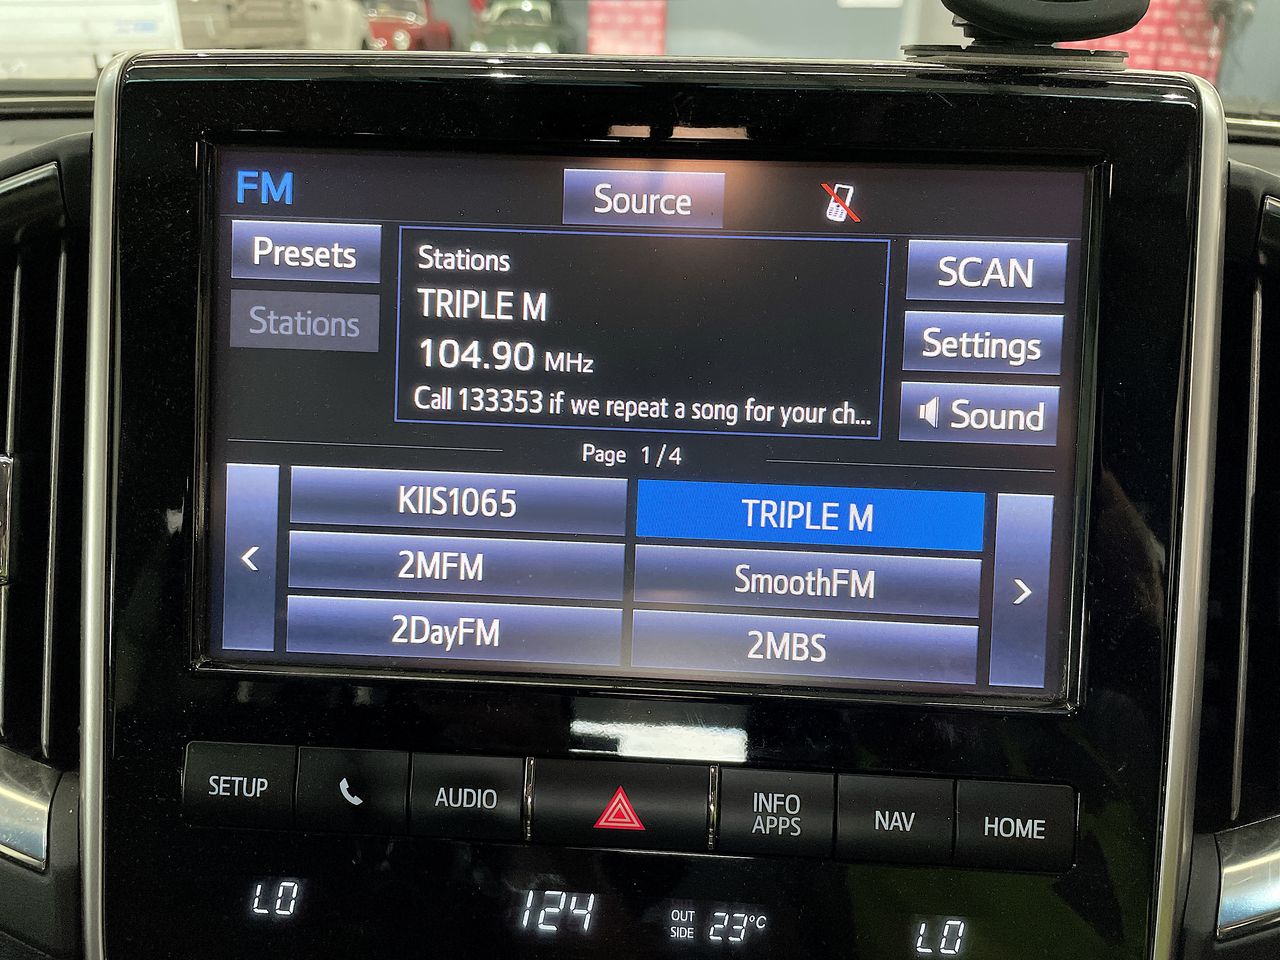 FM
Source
Presets
Stations
Stations
TRIPLE M
104.90 MHz
Call 133353 if we repeat a song for your ch...
SCAN
Settings
Sound
Page 1/4
KIIS1065
TRIPLE M
2MFM
SmoothFM
2DayFM
2MBS
<
>
SETUP
AUDIO
INFO
APPS
NAV
HOME
LO
124
OUT
SIDE
23°C
LO